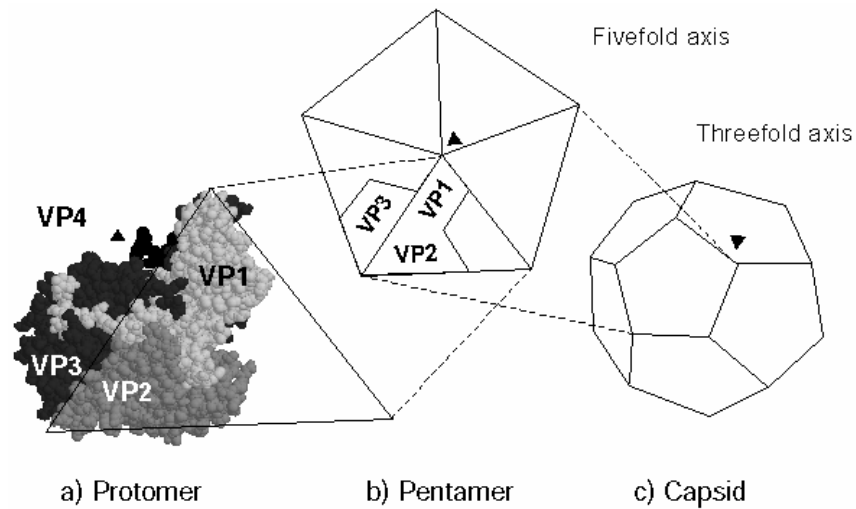 Fivefold axis
Threefold axis
VP4
VP1
VP3
VP2
VP3
VP1
VP2
a) Protomer
b) Pentamer
c) Capsid